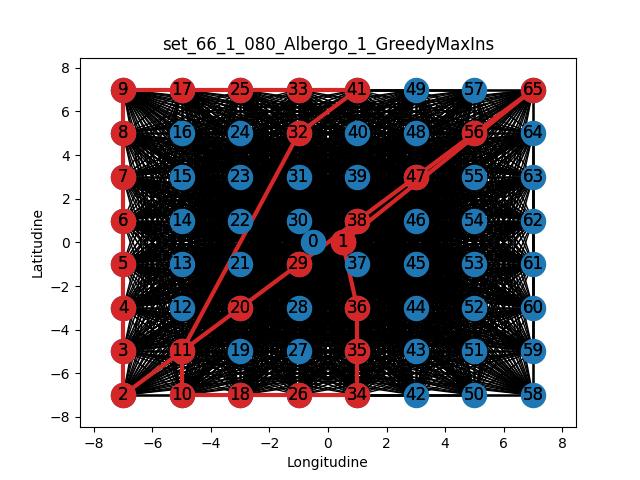 set_66_1_080_Albergo_1_GreedyMaxIns
8
9 17 25 33 41 49 57 65
6
8 16 24 32 40 48 56 64
4
7 15 23 31 39 47 55 63
2
6 14 22 30 38 46 54 62
0
0 1
5 13 21 29 37 45 53 61
−2
4 12 20 28 36 44 52 60
−4
3 11 19 27 35 43 51 59
−6
2 10 18 26 34 42 50 58
−8
−8 −6 −4 −2 0 2 4 6 8
Longitudine
Latitudine